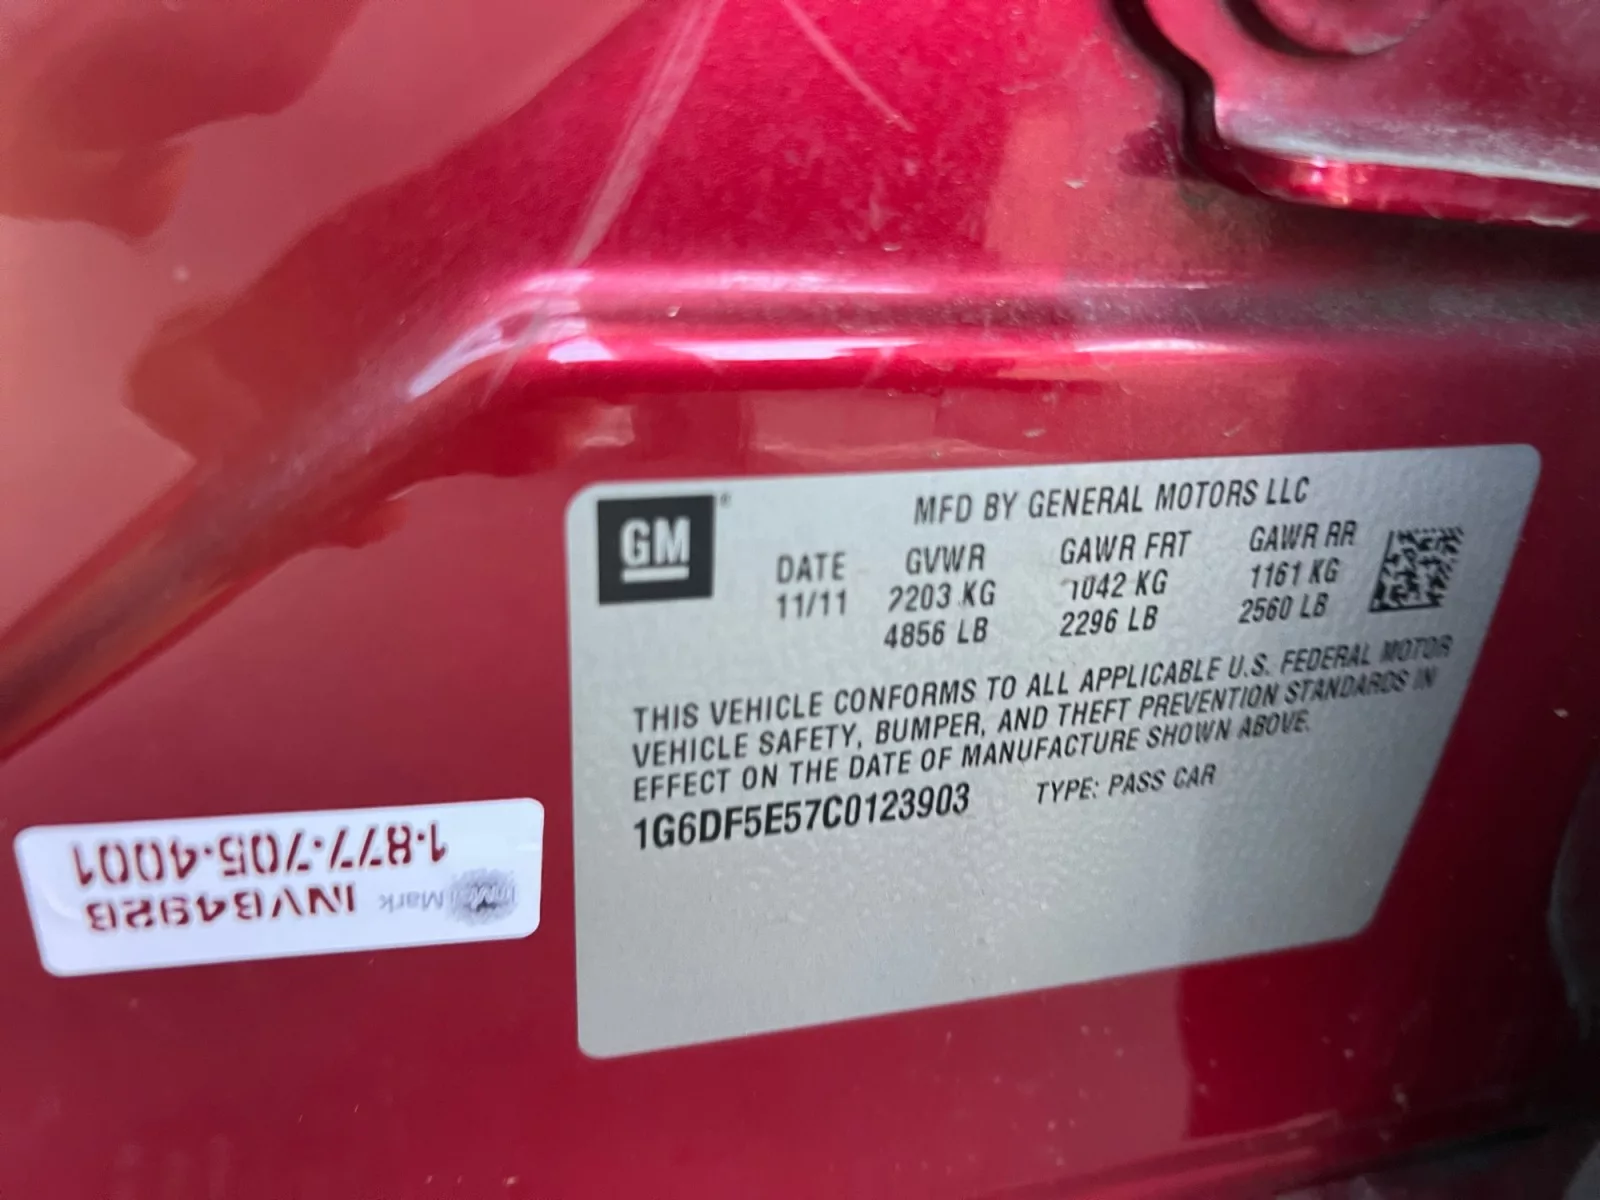 MFD BY GENERAL MOTORS LLC
GM
DATE GVWR GAWR FRT GAWR RR
11/11 2203 KG 1042 KG 1161 KG
4856 LB 2296 LB 2560 LB
THIS VEHICLE CONFORMS TO ALL APPLICABLE U.S. FEDERAL MOTOR
VEHICLE SAFETY, BUMPER, AND THEFT PREVENTION STANDARDS IN
EFFECT ON THE DATE OF MANUFACTURE SHOWN ABOVE.
1G6DF5E57C0123903 TYPE: PASS CAR
Mark INVB492B
1-877-705-4001